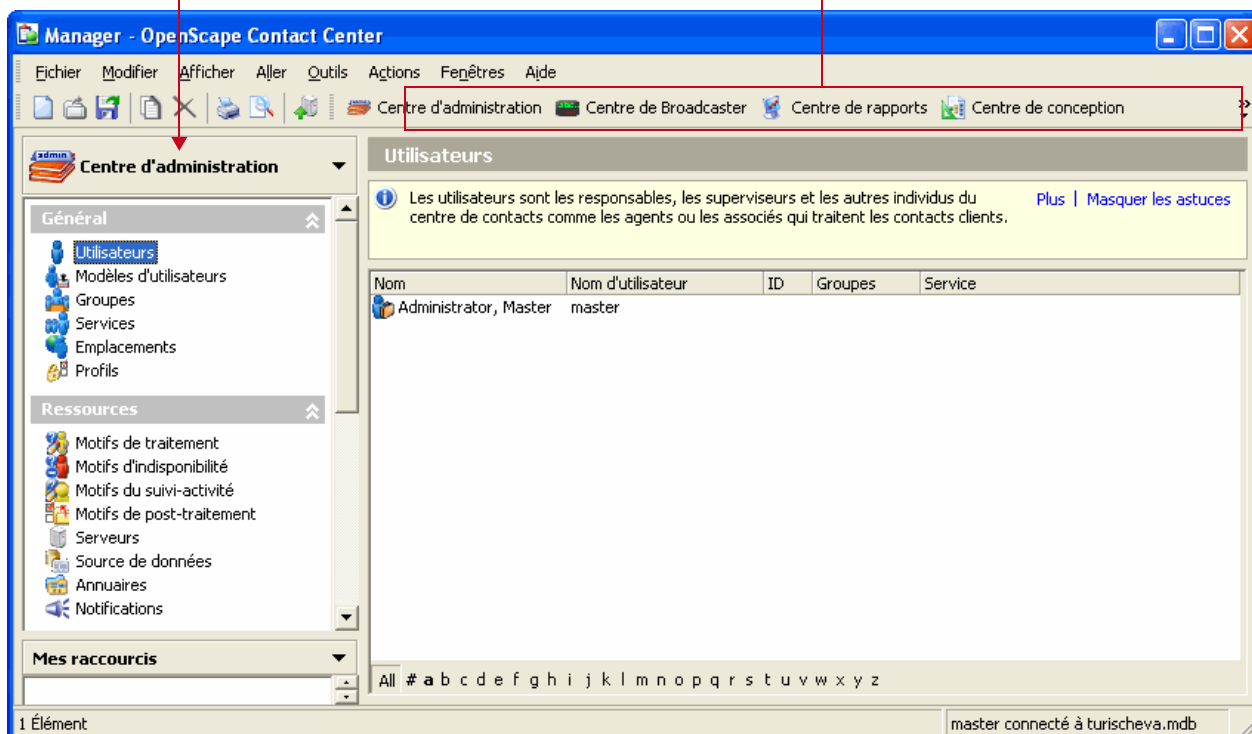 Manager - OpenScape Contact Center
Fichier Modifier Afficher Aller Outils Actions Fenêtres Aide
Centre d'administration Centre de Broadcaster Centre de rapports Centre de conception
admin
Centre d'administration
Général
Utilisateurs
Modèles d'utilisateurs
Groupes
Services
Emplacements
Profils
Ressources
Motifs de traitement
Motifs d'indisponibilité
Motifs du suivi-activité
Motifs de post-traitement
Serveurs
Source de données
Annuaires
Notifications
Mes raccourcis
Utilisateurs
Les utilisateurs sont les responsables, les superviseurs et les autres individus du
centre de contacts comme les agents ou les associés qui traitent les contacts clients.
Plus | Masquer les astuces
Nom Nom d'utilisateur ID Groupes Service
Administrator, Master master
All # a b c d e f g h i j k l m n o p q r s t u v w x y z
1 Élément
master connecté à turischeva.mdb